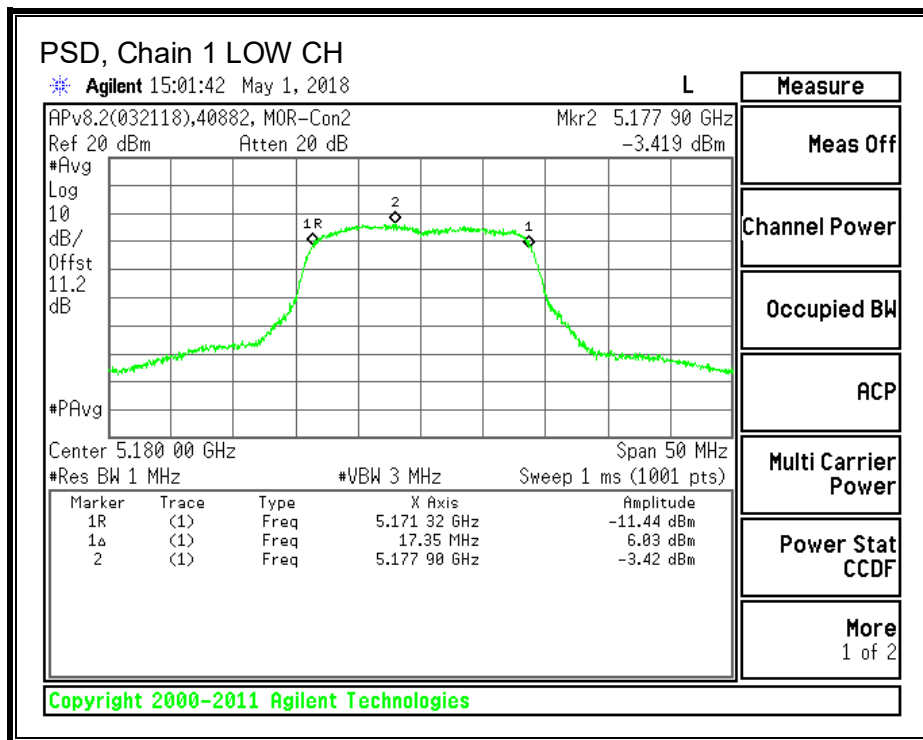 PSD, Chain 1 LOW CH
Agilent 15:01:42 May 1, 2018 L
Measure
APv8.2(032118),40882, MOR-Con2 Mkr2 5.177 90 GHz
Ref 20 dBm Atten 20 dB -3.419 dBm
#Avg
Log
10
dB/
Offst
11.2
dB
#PAvg
1R
2
1
Center 5.180 00 GHz Span 50 MHz
#Res BW 1 MHz #VBW 3 MHz Sweep 1 ms (1001 pts)
Marker Trace Type X Axis Amplitude
1R (1) Freq 5.171 32 GHz -11.44 dBm
1Δ (1) Freq 17.35 MHz 6.03 dBm
2 (1) Freq 5.177 90 GHz -3.42 dBm
Meas Off
Channel Power
Occupied BW
ACP
Multi Carrier
Power
Power Stat
CCDF
More
1 of 2
Copyright 2000-2011 Agilent Technologies